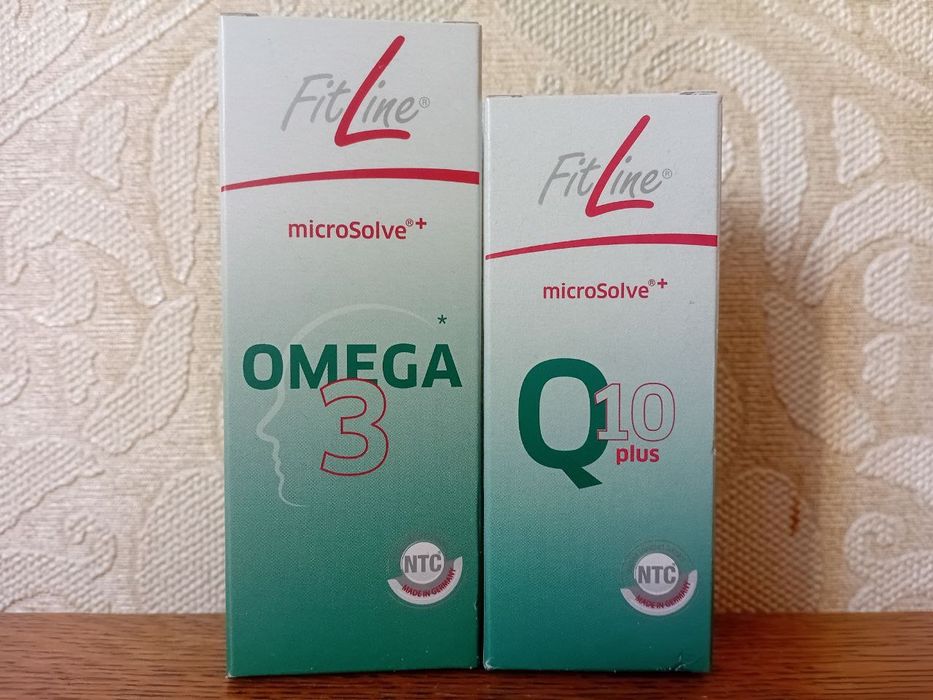 FitLine®
microSolve®+
*
OMEGA
3
NTC®
MADE IN GERMANY
FitLine®
microSolve®+
Q10
plus
NTC®
MADE IN GERMANY